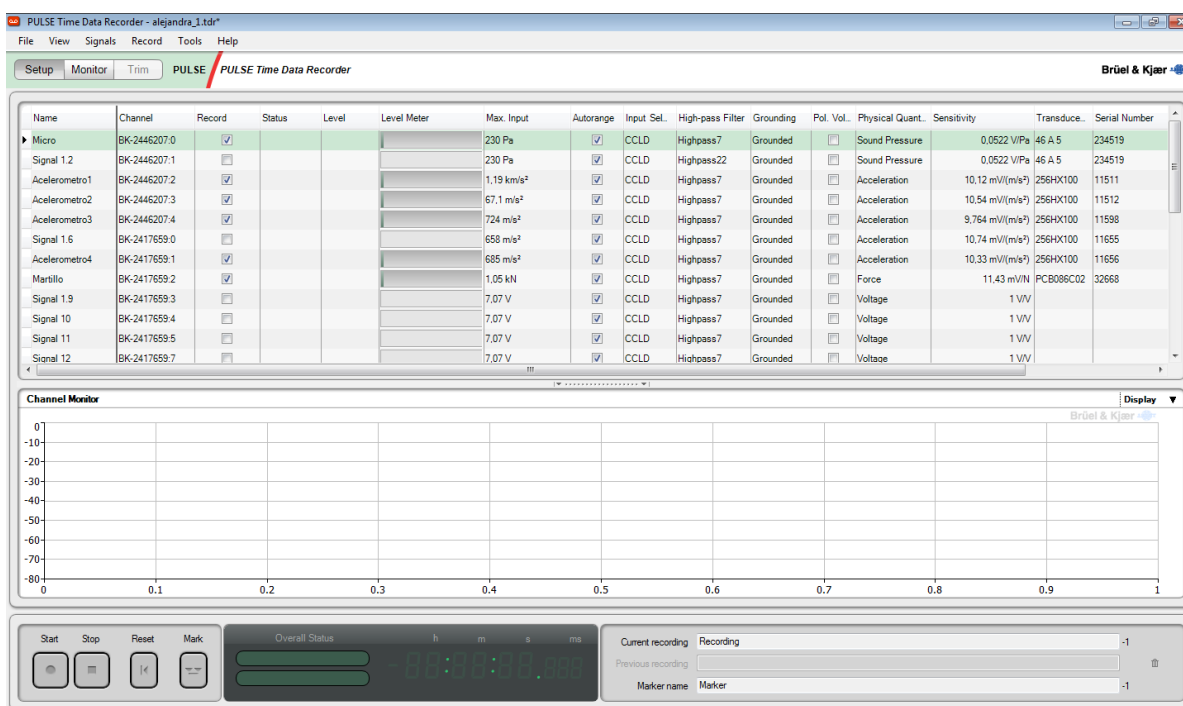 PULSE Time Data Recorder - alejandra_1.tdr*
File View Signals Record Tools Help
Setup Monitor Trim PULSE PULSE Time Data Recorder Brüel & Kjær
Name Channel Record Status Level Level Meter Max. Input Autorange Input Sel... High-pass Filter Grounding Pol. Vol... Physical Quant... Sensitivity Transduce... Serial Number
Micro BK-2446207:0 230 Pa CCLD Highpass7 Grounded Sound Pressure 0,0522 V/Pa 46 A 5 234519
Signal 1.2 BK-2446207:1 230 Pa CCLD Highpass22 Grounded Sound Pressure 0,0522 V/Pa 46 A 5 234519
Acelerometro1 BK-2446207:2 1,19 km/s² CCLD Highpass7 Grounded Acceleration 10,12 mV/(m/s²) 256HX100 11511
Acelerometro2 BK-2446207:3 67,1 m/s² CCLD Highpass7 Grounded Acceleration 10,54 mV/(m/s²) 256HX100 11512
Acelerometro3 BK-2446207:4 724 m/s² CCLD Highpass7 Grounded Acceleration 9,764 mV/(m/s²) 256HX100 11598
Signal 1.6 BK-2417659:0 658 m/s² CCLD Highpass7 Grounded Acceleration 10,74 mV/(m/s²) 256HX100 11655
Acelerometro4 BK-2417659:1 685 m/s² CCLD Highpass7 Grounded Acceleration 10,33 mV/(m/s²) 256HX100 11656
Martillo BK-2417659:2 1,05 kN CCLD Highpass7 Grounded Force 11,43 mV/N PCB086C02 32668
Signal 1.9 BK-2417659:3 7,07 V CCLD Highpass7 Grounded Voltage 1 V/V
Signal 10 BK-2417659:4 7,07 V CCLD Highpass7 Grounded Voltage 1 V/V
Signal 11 BK-2417659:5 7,07 V CCLD Highpass7 Grounded Voltage 1 V/V
Signal 12 BK-2417659:7 7,07 V CCLD Highpass7 Grounded Voltage 1 V/V
Channel Monitor Display
Brüel & Kjær
0
-10
-20
-30
-40
-50
-60
-70
-80
0 0.1 0.2 0.3 0.4 0.5 0.6 0.7 0.8 0.9 1
Start Stop Reset Mark Overall Status h m s ms
-88:88:88.888
Current recording Recording -1
Previous recording
Marker name Marker -1